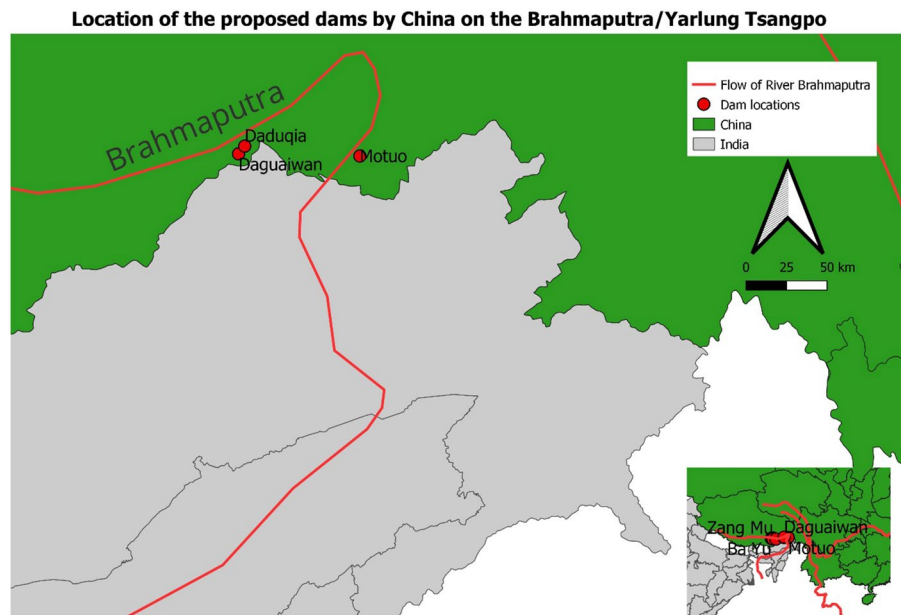 Location of the proposed dams by China on the Brahmaputra/Yarlung Tsangpo
Flow of River Brahmaputra
Dam locations
China
India
Brahmaputra
Daduqia
Daguaiwan
Motuo
0 25 50 km
Zang Mu Daguaiwan
Ba Yu Motuo